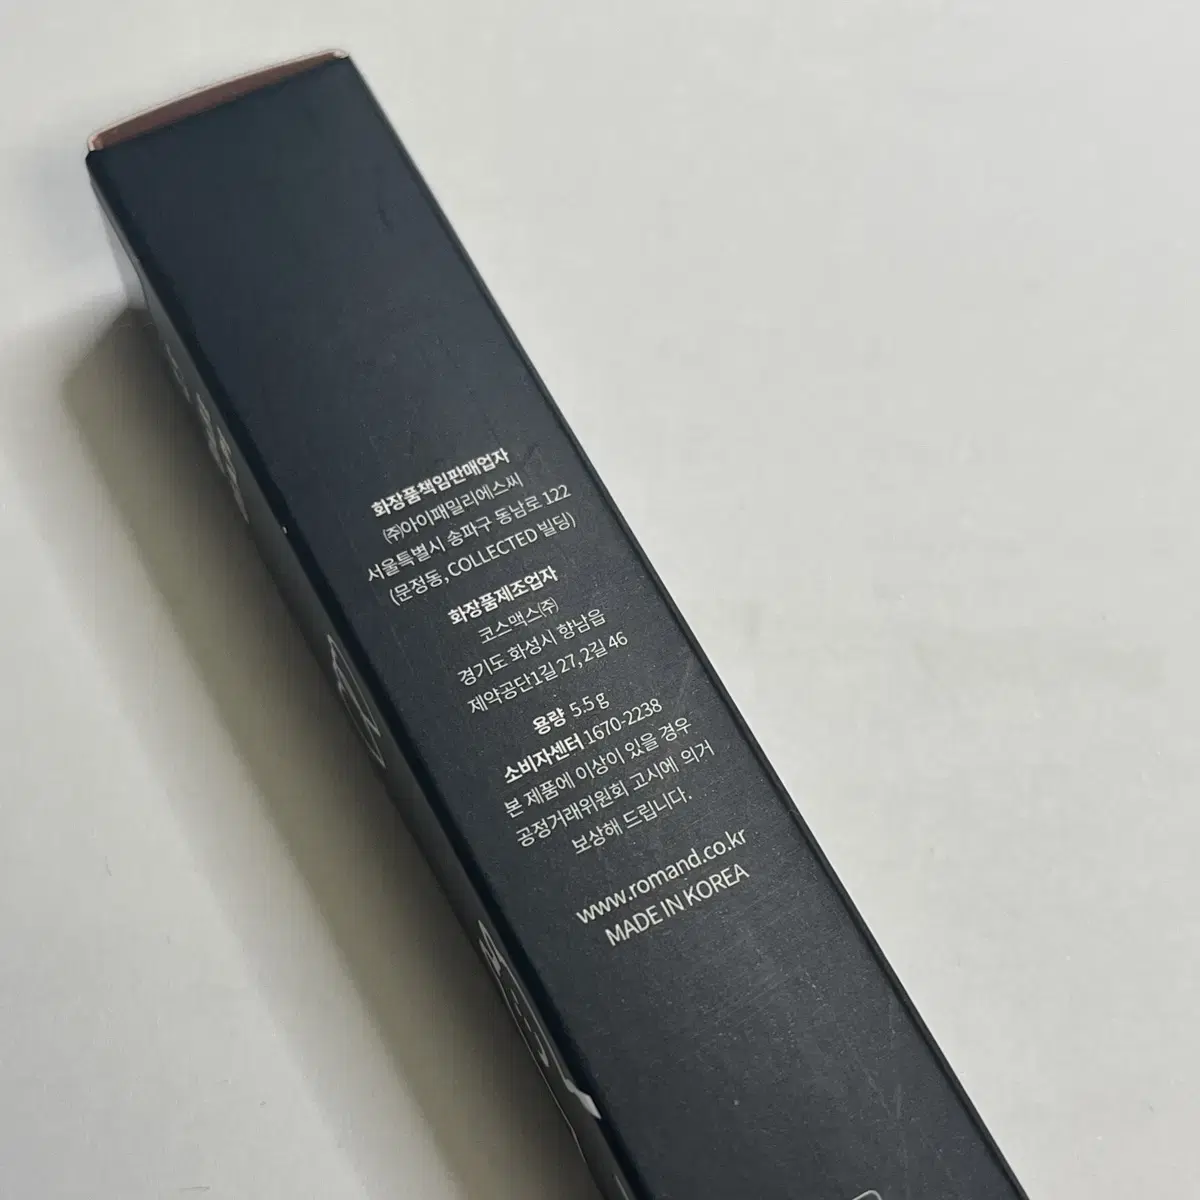 화장품책임판매업자
㈜아이패밀리에스씨
서울특별시 송파구 동남로 122
(문정동, COLLECTED 빌딩)
화장품제조업자
코스맥스㈜
경기도 화성시 향남읍
제약공단1길 27, 2길 46
용량 5.5 g
소비자센터 1670-2238
본 제품에 이상이 있을 경우
공정거래위원회 고시에 의거
보상해 드립니다.
www.romand.co.kr
MADE IN KOREA